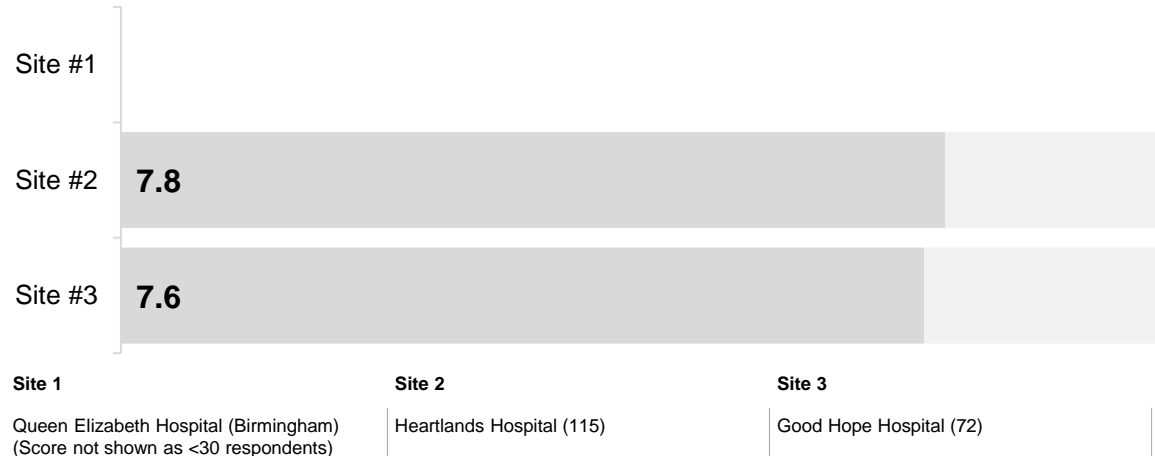 Site #1
Site #2
7.8
Site #3
7.6
Site 1
Site 2
Site 3
Queen Elizabeth Hospital (Birmingham)
(Score not shown as <30 respondents)
Heartlands Hospital (115)
Good Hope Hospital (72)